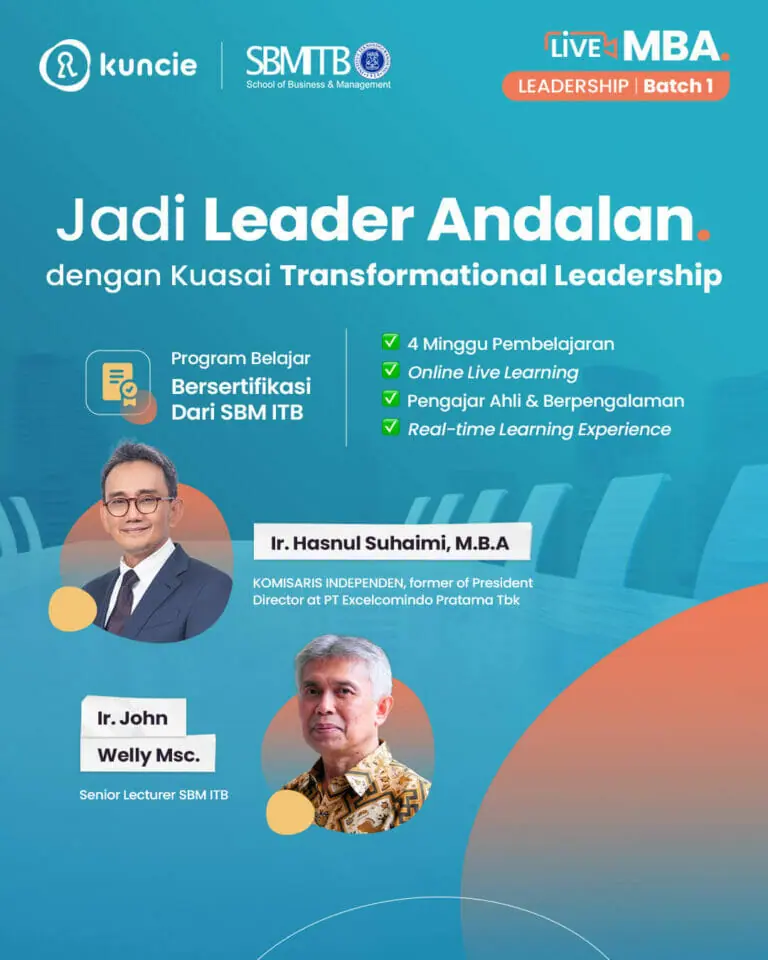 kuncie
SBMITB
School of Business & Management
LIVE MBA.
LEADERSHIP | Batch 1
Jadi Leader Andalan.
dengan Kuasai Transformational Leadership
Program Belajar
Bersertifikasi
Dari SBM ITB
4 Minggu Pembelajaran
Online Live Learning
Pengajar Ahli & Berpengalaman
Real-time Learning Experience
Ir. Hasnul Suhaimi, M.B.A
KOMISARIS INDEPENDEN, former of President
Director at PT Excelcomindo Pratama Tbk
Ir. John
Welly Msc.
Senior Lecturer SBM ITB